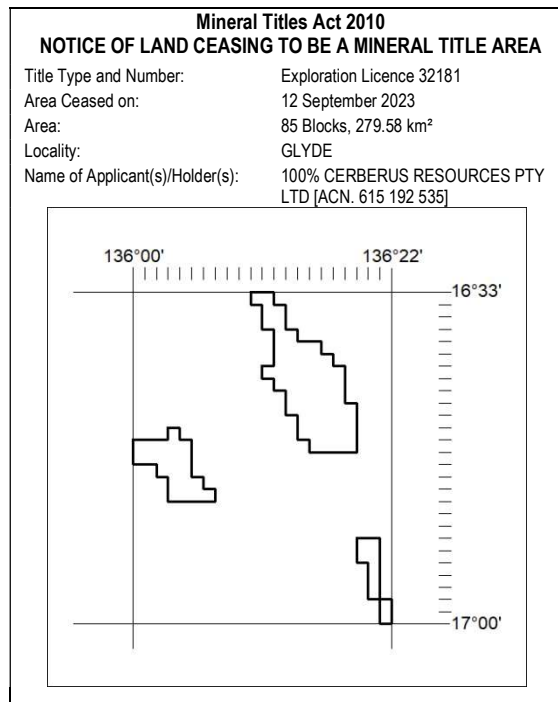 Mineral Titles Act 2010
NOTICE OF LAND CEASING TO BE A MINERAL TITLE AREA
Title Type and Number: Exploration Licence 32181
Area Ceased on: 12 September 2023
Area: 85 Blocks, 279.58 km²
Locality: GLYDE
Name of Applicant(s)/Holder(s): 100% CERBERUS RESOURCES PTY
LTD [ACN. 615 192 535]
136°00' 136°22'
16°33'
17°00'